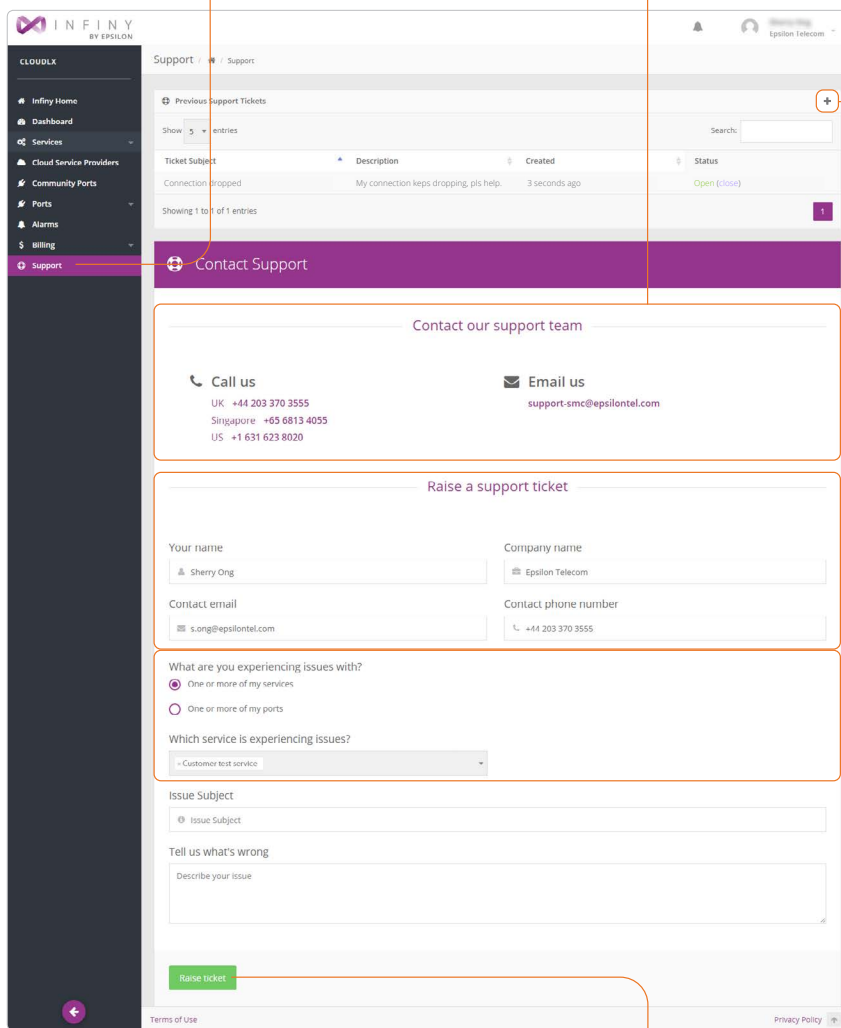 INFINY
BY EPSILON
Epsilon Telecom
CLOUDLX
Infiny Home
Dashboard
Services
Cloud Service Providers
Community Ports
Ports
Alarms
$ Billing
Support
Support / / Support
Previous Support Tickets
Show 5 entries
Search:
Ticket Subject Description Created Status
Connection dropped My connection keps dropping, pls help. 3 seconds ago Open (close)
Showing 1 to 1 of 1 entries 1
Contact Support
Contact our support team
Call us
UK +44 203 370 3555
Singapore +65 6813 4055
US +1 631 623 8020
Email us
support-smc@epsilontel.com
Raise a support ticket
Your name
Sherry Ong
Company name
Epsilon Telecom
Contact email
s.ong@epsilontel.com
Contact phone number
+44 203 370 3555
What are you experiencing issues with?
One or more of my services
One or more of my ports
Which service is experiencing issues?
× Customer test service
Issue Subject
Issue Subject
Tell us what's wrong
Describe your issue
Raise ticket
Terms of Use
Privacy Policy